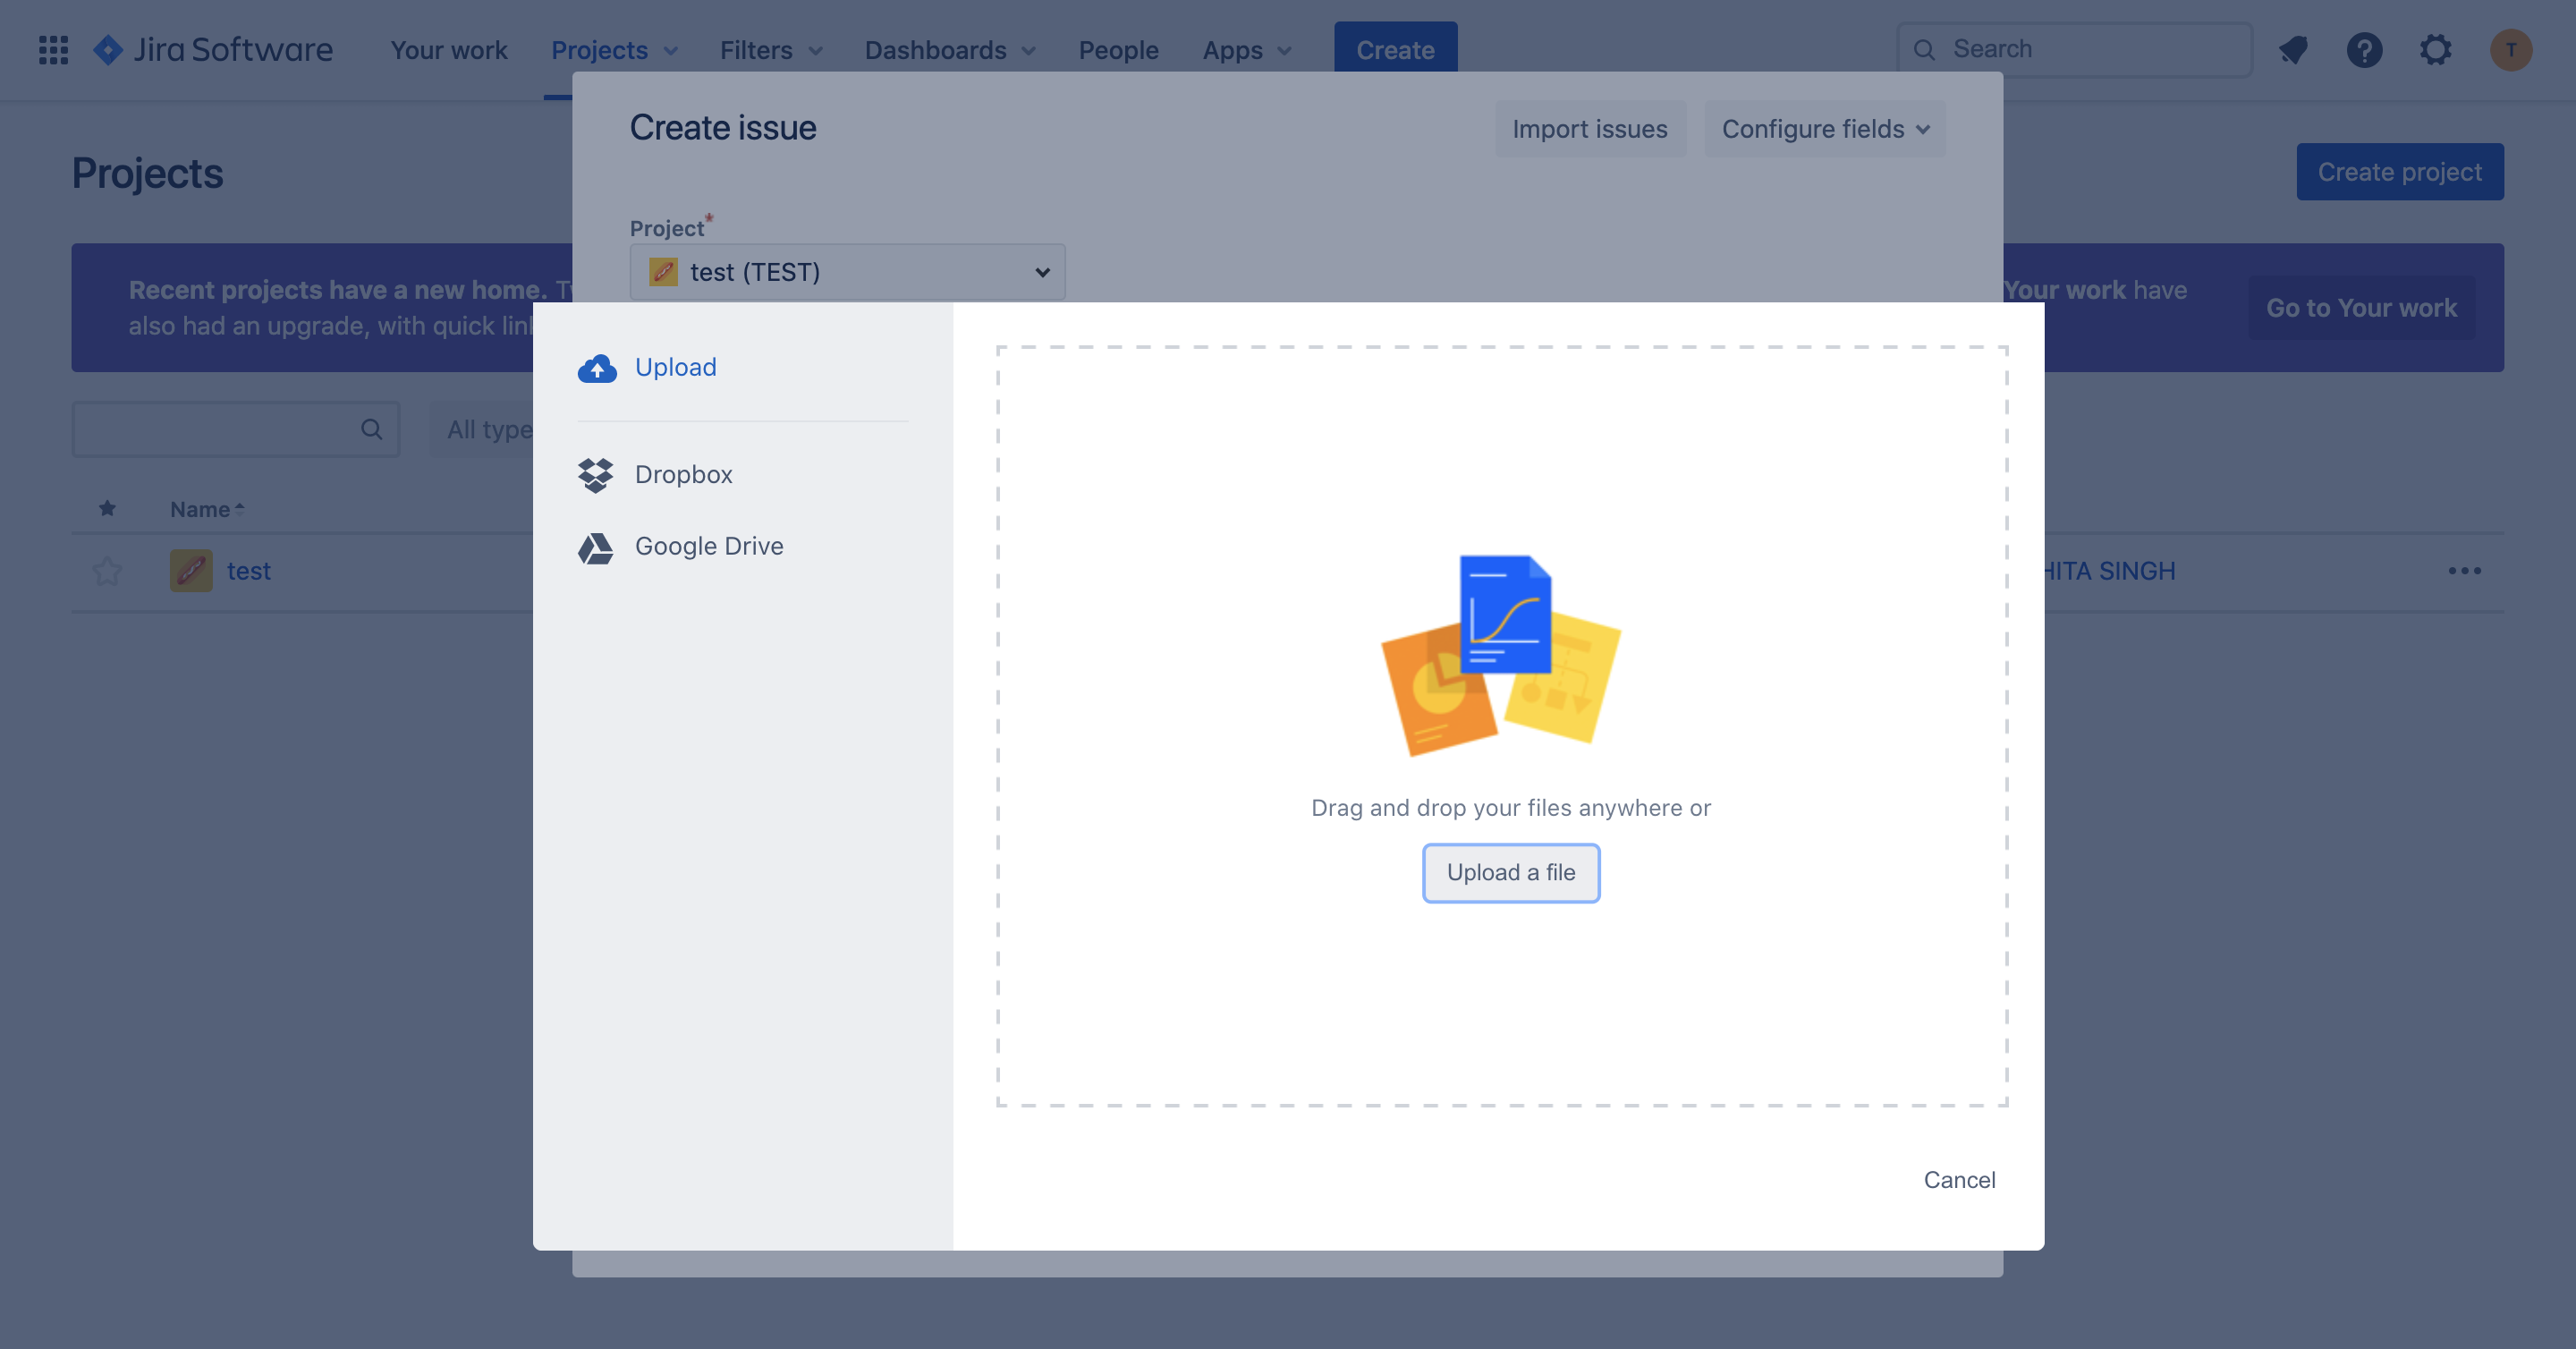 Jira Software Your work Projects Filters Dashboards People Apps Create Search T
Create issue Import issues Configure fields
Projects Create project
Project*
test (TEST)
Recent projects have a new home. Your work have Go to Your work
also had an upgrade, with quick
Upload
All
Dropbox
Name
Google Drive
test SINGH
Drag and drop your files anywhere or
Upload a file
Cancel